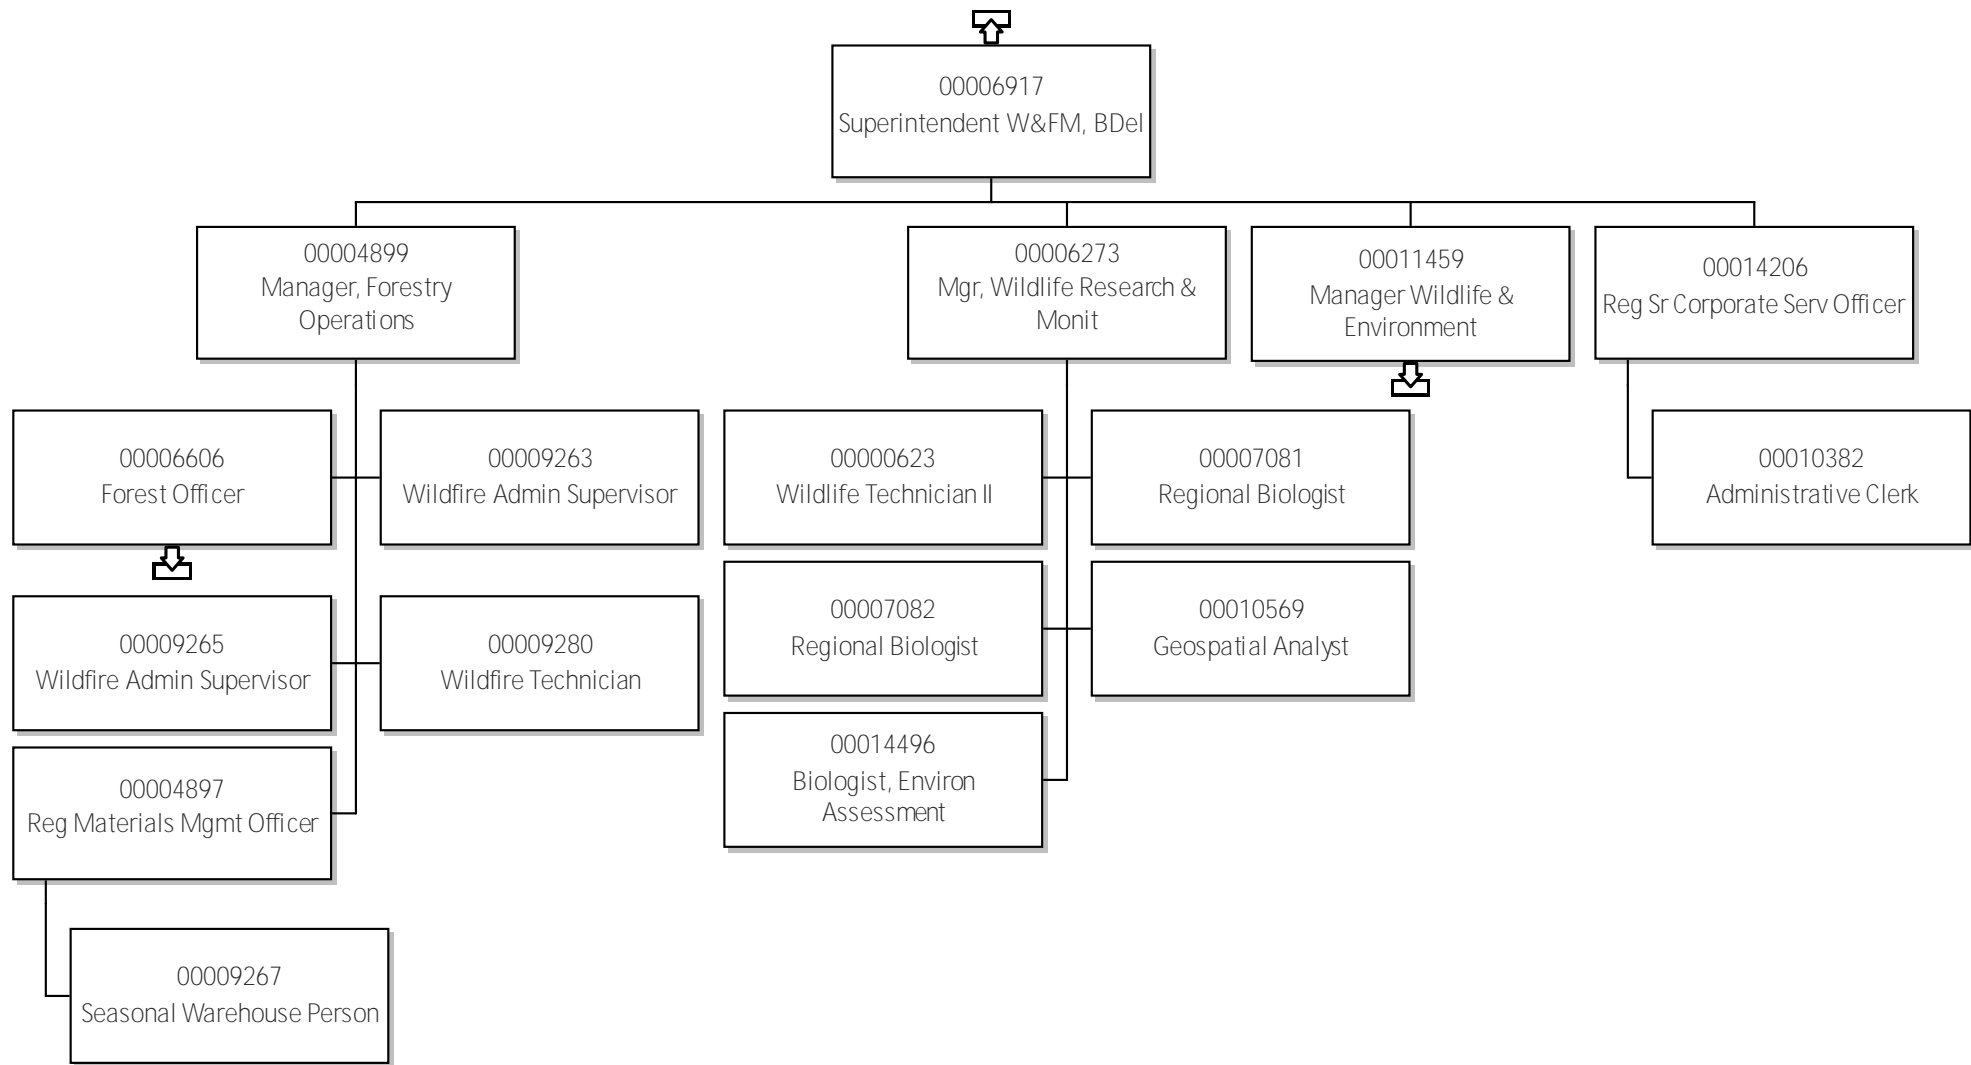 00006917
Superintendent W&FM, BDel
00004899
Manager, Forestry
Operations
00006273
Mgr, Wildlife Research &
Monit
00011459
Manager Wildlife &
Environment
00014206
Reg Sr Corporate Serv Officer
00006606
Forest Officer
00009263
Wildfire Admin Supervisor
00000623
Wildlife Technician II
00007081
Regional Biologist
00010382
Administrative Clerk
00009265
Wildfire Admin Supervisor
00009280
Wildfire Technician
00007082
Regional Biologist
00010569
Geospatial Analyst
00004897
Reg Materials Mgmt Officer
00014496
Biologist, Environ
Assessment
00009267
Seasonal Warehouse Person